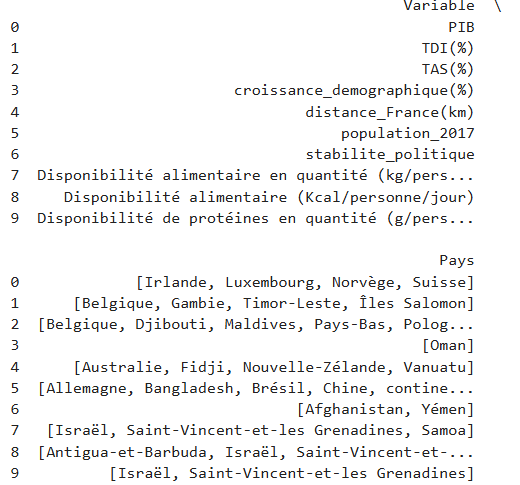 Variable \
0 PIB
1 TDI(%)
2 TAS(%)
3 croissance_demographique(%)
4 distance_France(km)
5 population_2017
6 stabilite_politique
7 Disponibilité alimentaire en quantité (kg/pers...
8 Disponibilité alimentaire (Kcal/personne/jour)
9 Disponibilité de protéines en quantité (g/pers...
Pays
0 [Irlande, Luxembourg, Norvège, Suisse]
1 [Belgique, Gambie, Timor-Leste, Îles Salomon]
2 [Belgique, Djibouti, Maldives, Pays-Bas, Polog...
3 [Oman]
4 [Australie, Fidji, Nouvelle-Zélande, Vanuatu]
5 [Allemagne, Bangladesh, Brésil, Chine, contine...
6 [Afghanistan, Yémen]
7 [Israël, Saint-Vincent-et-les Grenadines, Samoa]
8 [Antigua-et-Barbuda, Israël, Saint-Vincent-et-...
9 [Israël, Saint-Vincent-et-les Grenadines]